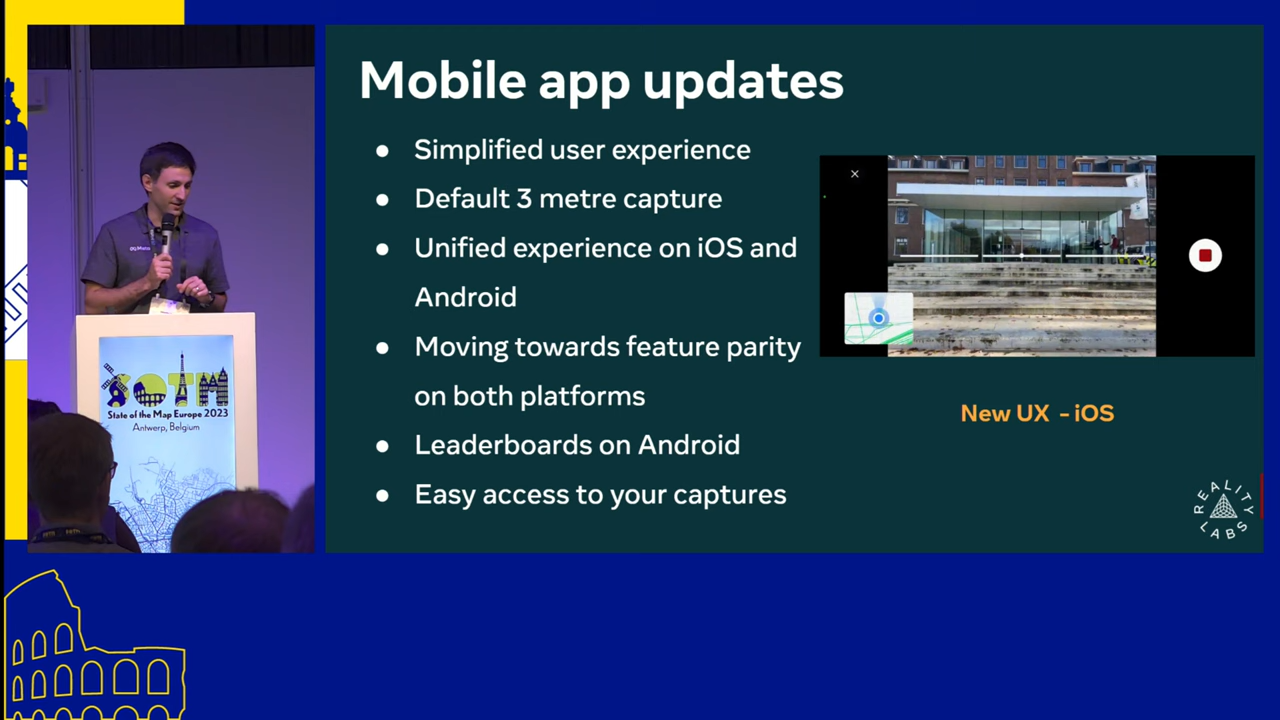 Mobile app updates
● Simplified user experience
● Default 3 metre capture
● Unified experience on iOS and
Android
● Moving towards feature parity
on both platforms
● Leaderboards on Android
● Easy access to your captures
New UX - iOS
REALITY LABS
SOTM
State of the Map Europe 2023
Antwerp, Belgium